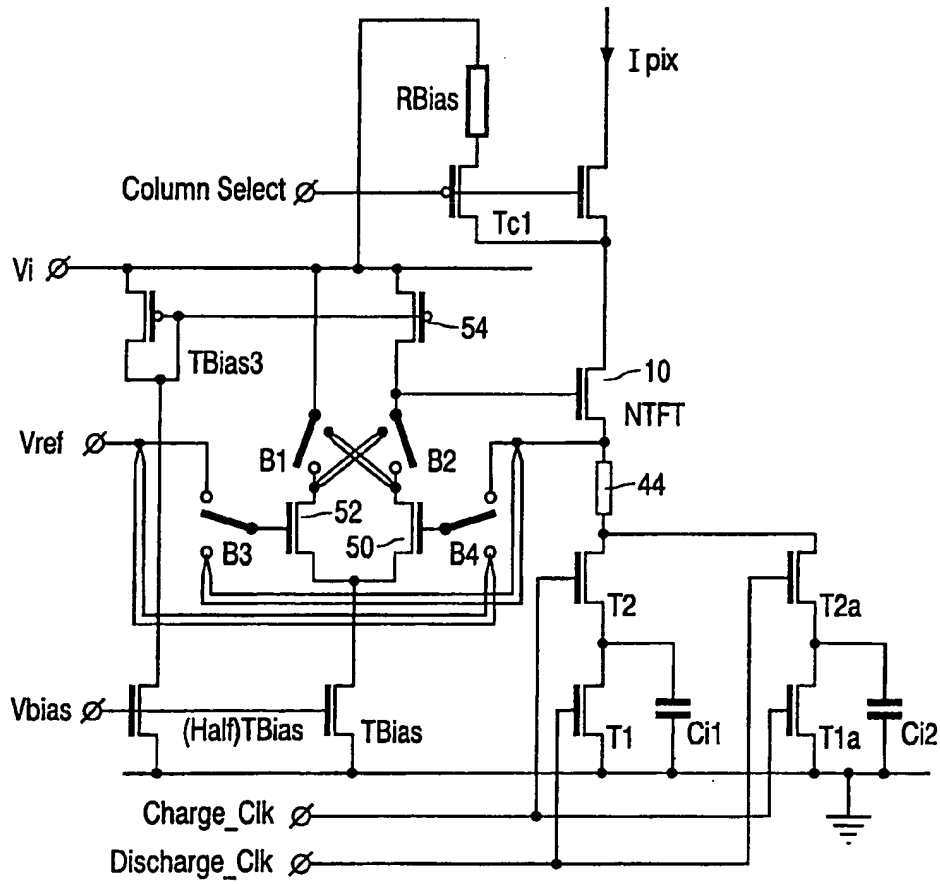 I pix
RBias
Column Select
Tc1
Vi
54
TBias3
10
NTFT
Vref
B1
B2
44
52
50
B3
B4
T2
T2a
Vbias
(Half)TBias
TBias
T1
Ci1
T1a
Ci2
Charge_Clk
Discharge_Clk